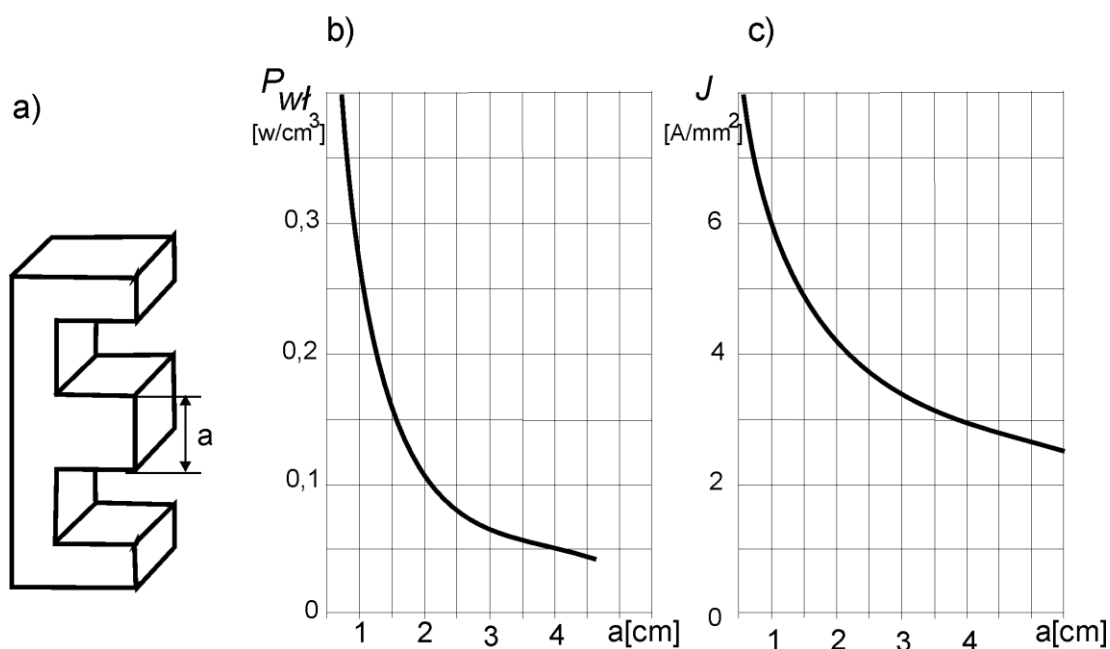 a)
a
b)
P wł
[w/cm³]
0,3
0,2
0,1
0
1 2 3 4 a[cm]
c)
J
[A/mm²]
6
4
2
0
1 2 3 4 a[cm]